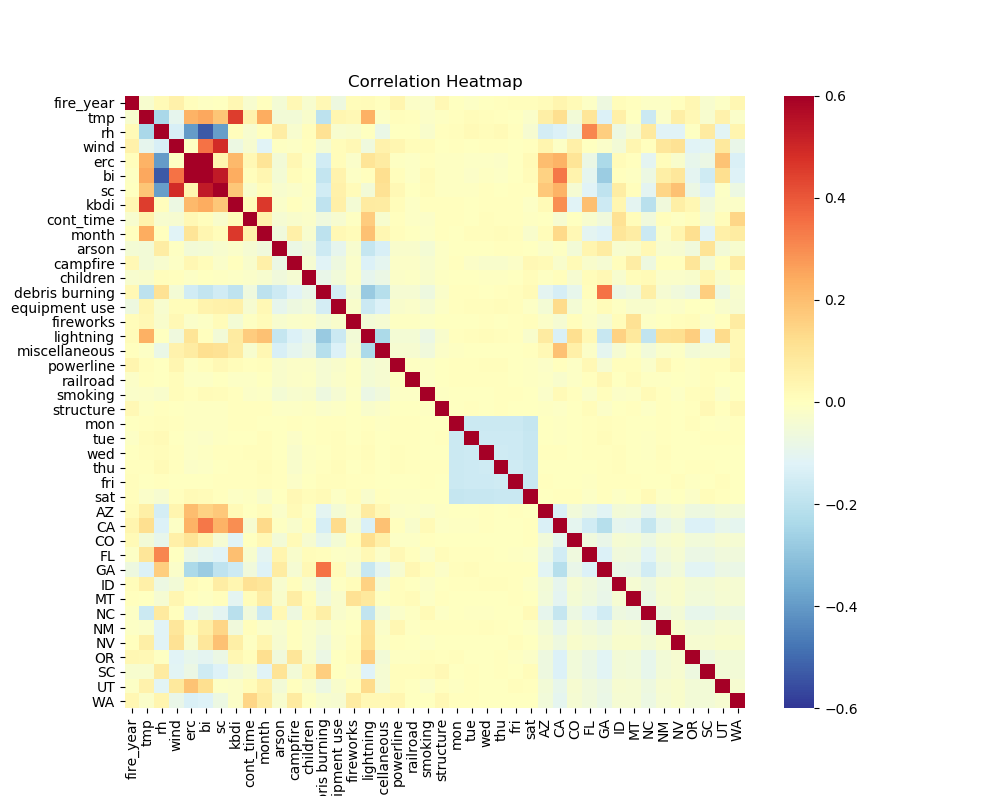 Correlation Heatmap
fire_year
tmp
rh
wind
erc
bi
sc
kbdi
cont_time
month
arson
campfire
children
debris burning
equipment use
fireworks
lightning
miscellaneous
powerline
railroad
smoking
structure
mon
tue
wed
thu
fri
sat
AZ
CA
CO
FL
GA
ID
MT
NC
NM
NV
OR
SC
UT
WA
fire_year
tmp
rh
wind
erc
bi
sc
kbdi
cont_time
month
arson
campfire
children
bris burning
ipment use
fireworks
lightning
cellaneous
powerline
railroad
smoking
structure
mon
tue
wed
thu
fri
sat
AZ
CA
CO
FL
GA
ID
MT
NC
NM
NV
OR
SC
UT
WA
0.6
0.4
0.2
0.0
−0.2
−0.4
−0.6